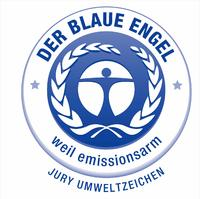 DER BLAUE ENGEL
weil emissionsarm
JURY UMWELTZEICHEN